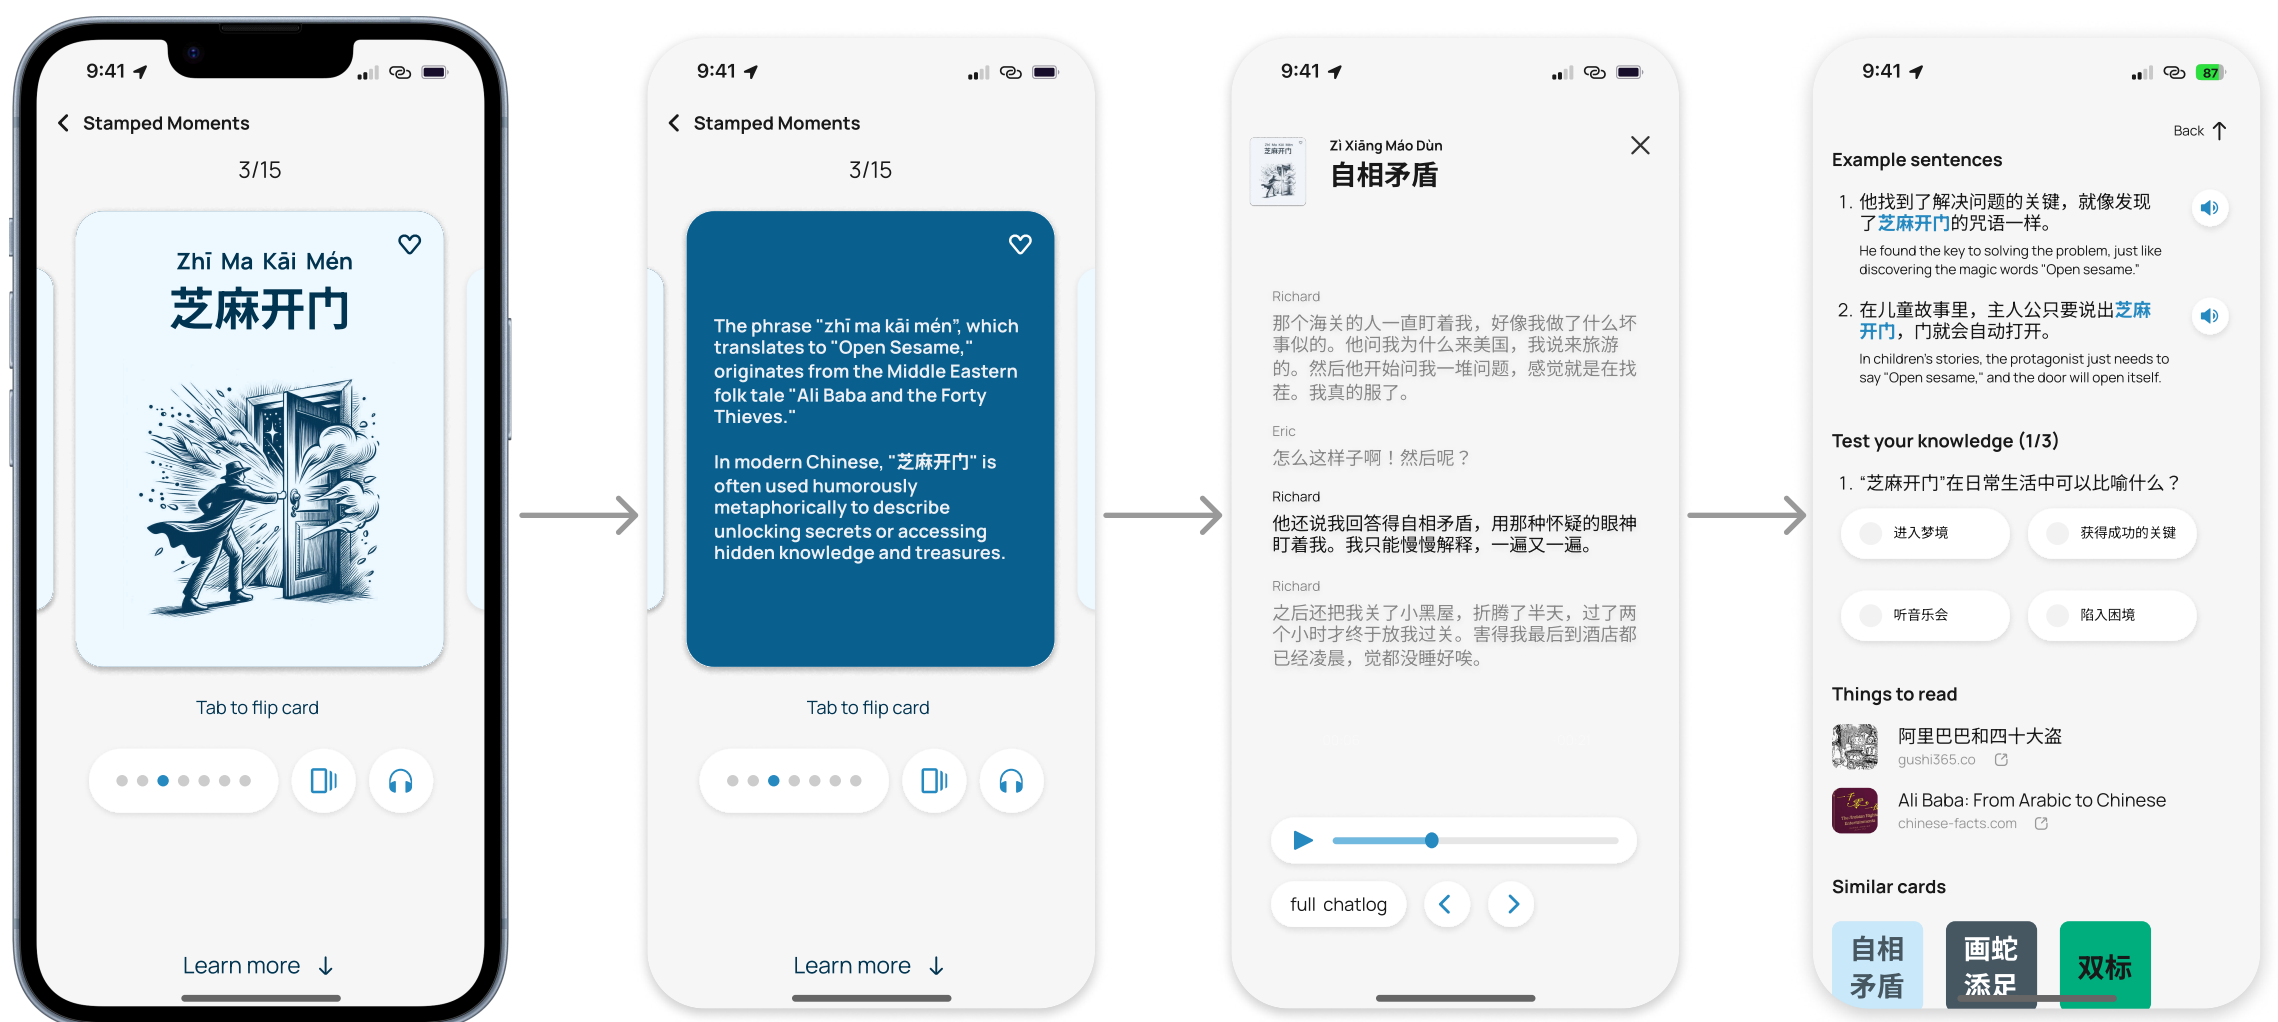 9:41
Stamped Moments
3/15
Zhī Ma Kāi Mén
芝麻开门
Tab to flip card
Learn more
9:41
Stamped Moments
3/15
The phrase "zhī ma kāi mén", which
translates to "Open Sesame,"
originates from the Middle Eastern
folk tale "Ali Baba and the Forty
Thieves."
In modern Chinese, "芝麻开门" is
often used humorously
metaphorically to describe
unlocking secrets or accessing
hidden knowledge and treasures.
Tab to flip card
Learn more
9:41
Zhī Ma Kāi Mén
芝麻开门
Zì Xiāng Máo Dùn
自相矛盾
Richard
那个海关的人一直盯着我，好像我做了什么坏
事似的。他问我为什么来美国，我说来旅游
的。然后他开始问我一堆问题，感觉就是在找
茬。我真的服了。
Eric
怎么这样子啊！然后呢？
Richard
他还说我回答得自相矛盾，用那种怀疑的眼神
盯着我。我只能慢慢解释，一遍又一遍。
Richard
之后还把我关了小黑屋，折腾了半天，过了两
个小时才终于放我过关。害得我最后到酒店都
已经凌晨，觉都没睡好唉。
full chatlog
9:41
87
Back
Example sentences
1. 他找到了解决问题的关键，就像发现
了芝麻开门的咒语一样。
He found the key to solving the problem, just like
discovering the magic words "Open sesame."
2. 在儿童故事里，主人公只要说出芝麻
开门，门就会自动打开。
In children's stories, the protagonist just needs to
say "Open sesame," and the door will open itself.
Test your knowledge (1/3)
1. “芝麻开门”在日常生活中可以比喻什么？
进入梦境
获得成功的关键
听音乐会
陷入困境
Things to read
阿里巴巴和四十大盗
gushi365.co
Ali Baba: From Arabic to Chinese
chinese-facts.com
Similar cards
自相
矛盾
画蛇
添足
双标